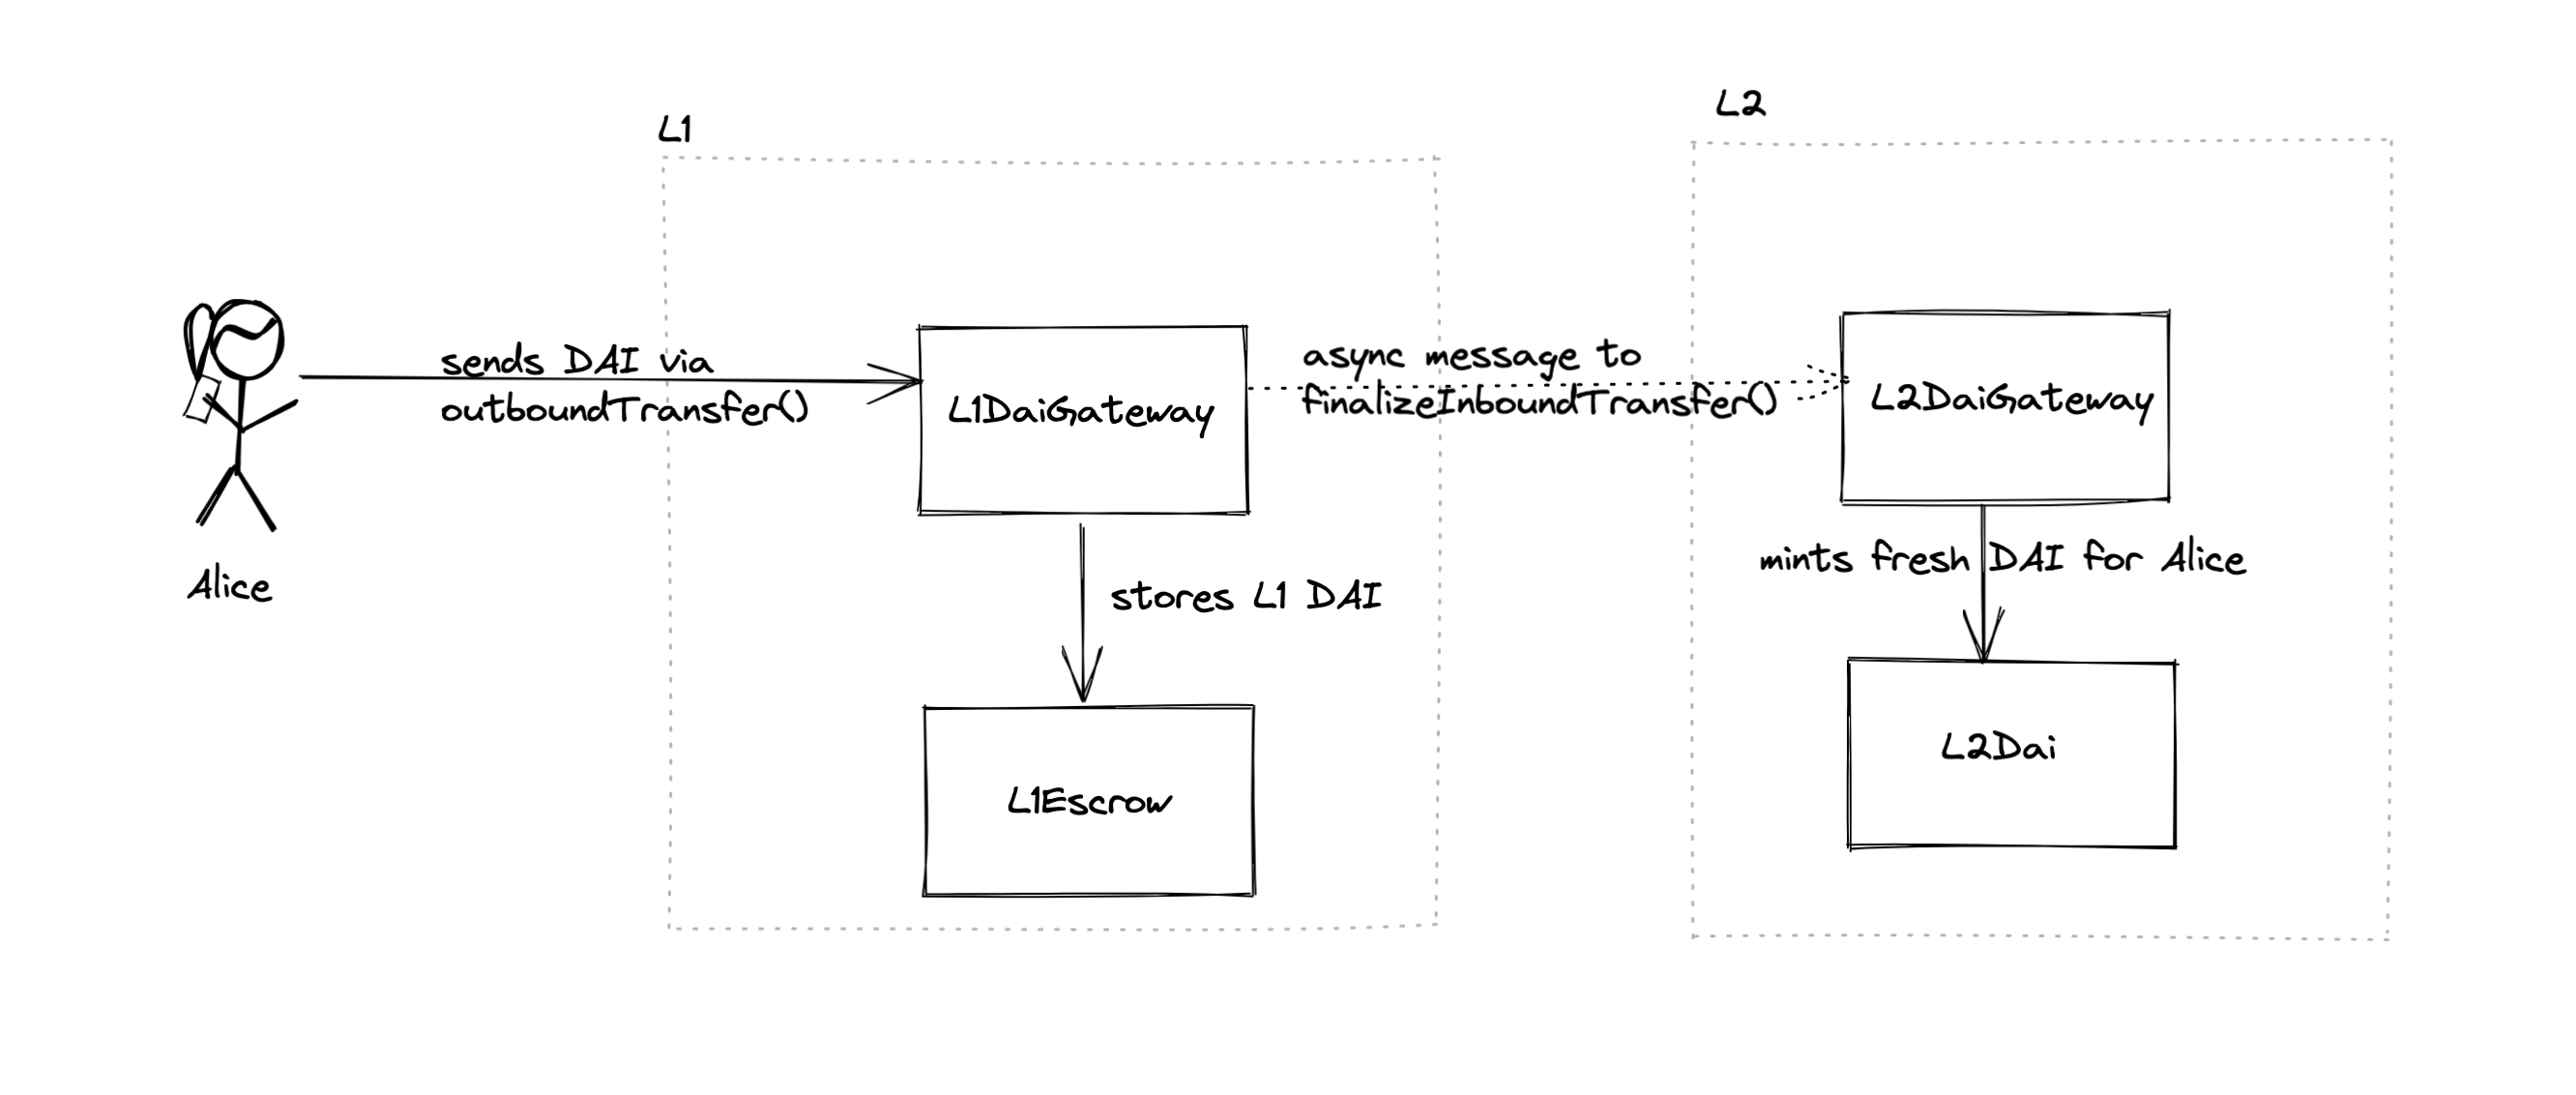 L1
L2
sends DAI via
outboundTransfer()
L1DaiGateway
async message to
finalizeInboundTransfer()
L2DaiGateway
Alice
stores L1 DAI
mints fresh DAI for Alice
L1Escrow
L2Dai